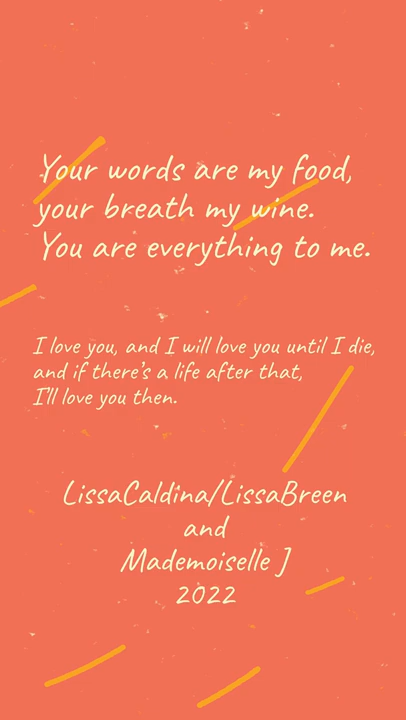 Your words are my food,
your breath my wine.
You are everything to me.
I love you, and I will love you until I die,
and if there's a life after that,
I'll love you then.
LissaCaldina/LissaBreen
and
Mademoiselle J
2022